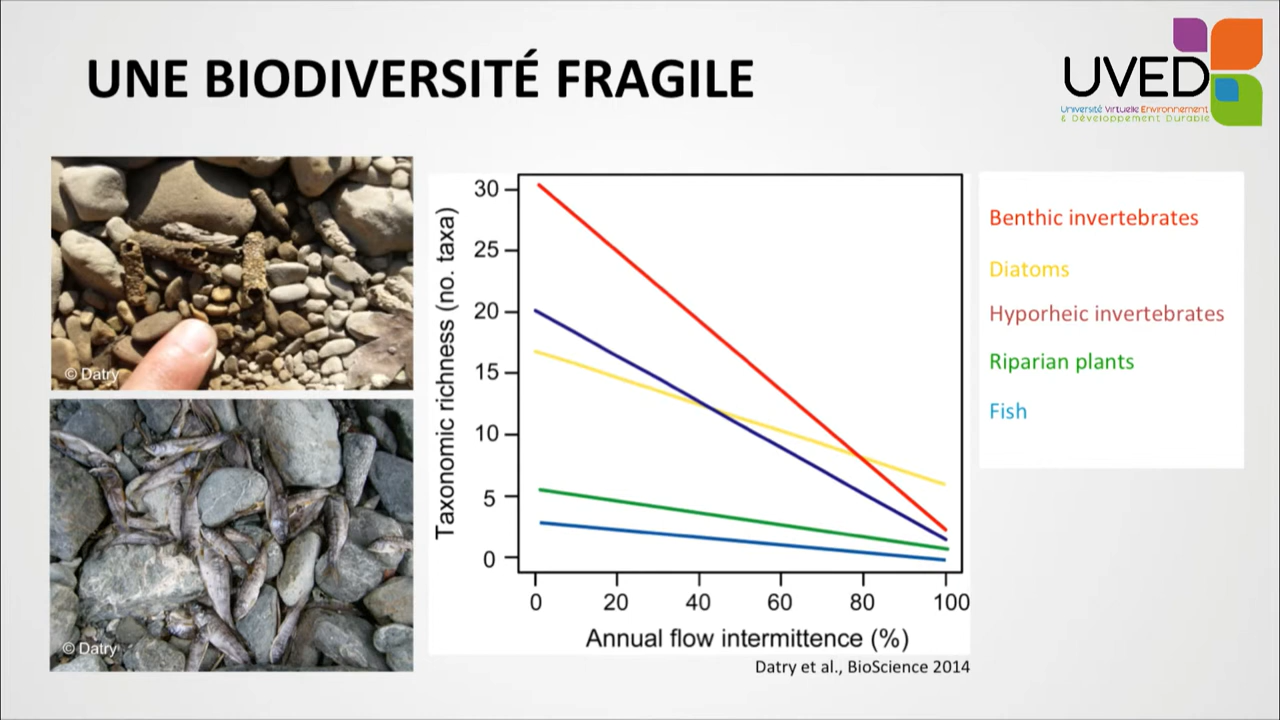 UNE BIODIVERSITÉ FRAGILE
UVED
Université Virtuelle Environnement
& Développement Durable
© Datry
© Datry
Taxonomic richness (no. taxa)
30
25
20
15
10
5
0
0 20 40 60 80 100
Annual flow intermittence (%)
Datry et al., BioScience 2014
Benthic invertebrates
Diatoms
Hyporheic invertebrates
Riparian plants
Fish